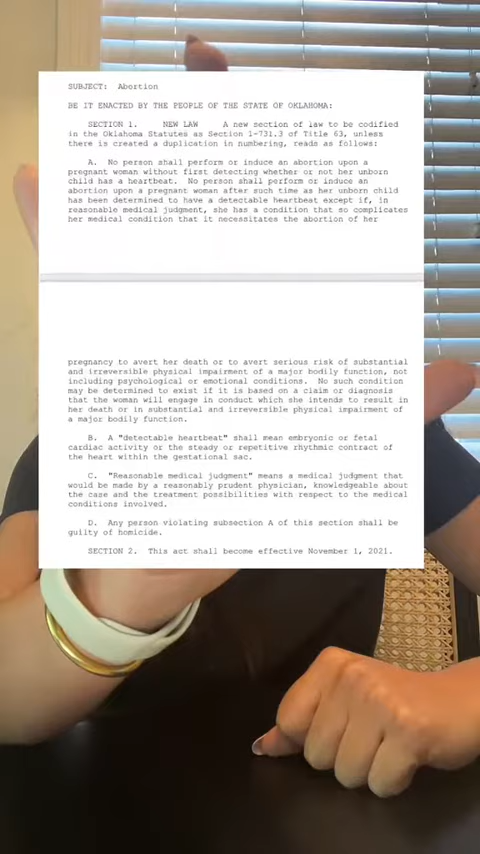 SUBJECT: Abortion
BE IT ENACTED BY THE PEOPLE OF THE STATE OF OKLAHOMA:
SECTION 1. NEW LAW A new section of law to be codified
in the Oklahoma Statutes as Section 1-731.3 of Title 63, unless
there is created a duplication in numbering, reads as follows:
A. No person shall perform or induce an abortion upon a
pregnant woman without first detecting whether or not her unborn
child has a heartbeat. No person shall perform or induce an
abortion upon a pregnant woman after such time as her unborn child
has been determined to have a detectable heartbeat except if, in
reasonable medical judgment, she has a condition that so complicates
her medical condition that it necessitates the abortion of her
pregnancy to avert her death or to avert serious risk of substantial
and irreversible physical impairment of a major bodily function, not
including psychological or emotional conditions. No such condition
may be determined to exist if it is based on a claim or diagnosis
that the woman will engage in conduct which she intends to result in
her death or in substantial and irreversible physical impairment of
a major bodily function.
B. A "detectable heartbeat" shall mean embryonic or fetal
cardiac activity or the steady or repetitive rhythmic contract of
the heart within the gestational sac.
C. "Reasonable medical judgment" means a medical judgment that
would be made by a reasonably prudent physician, knowledgeable about
the case and the treatment possibilities with respect to the medical
conditions involved.
D. Any person violating subsection A of this section shall be
guilty of homicide.
SECTION 2. This act shall become effective November 1, 2021.